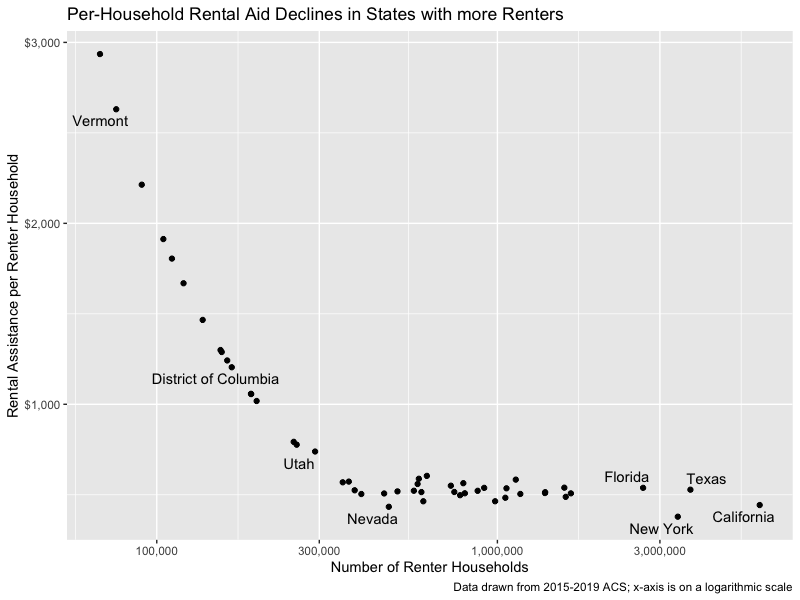 Per-Household Rental Aid Declines in States with more Renters
$3,000
Vermont
Rental Assistance per Renter Household
$2,000
District of Columbia
$1,000
Utah
Florida
Texas
Nevada
New York
California
100,000
300,000
1,000,000
3,000,000
Number of Renter Households
Data drawn from 2015-2019 ACS; x-axis is on a logarithmic scale